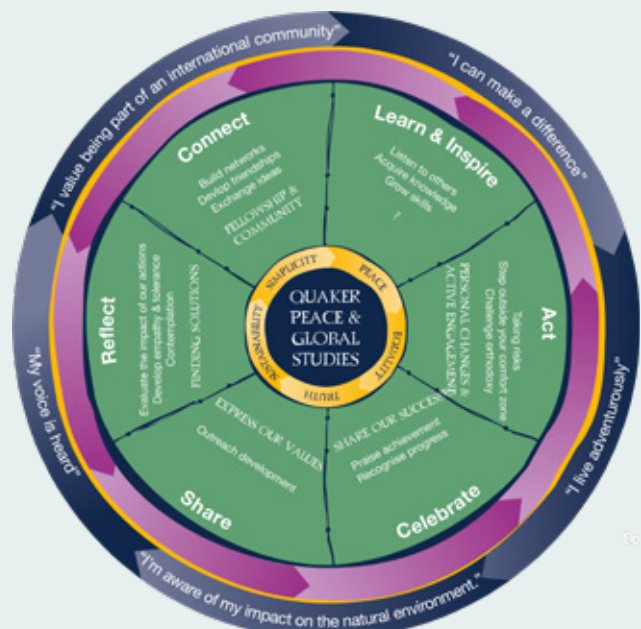 "I value being part of an international community"
"I can make a difference"
"I live adventurously"
"I'm aware of my impact on the natural environment."
"My voice is heard"
Connect
Build networks
Devlop friendships
Exchange ideas
FELLOWSHIP &
COMMUNITY
Learn & Inspire
Listen to others
Acquire knowledge
Grow skills
?
Act
Taking risks
Step outside your comfort zone
Challenge orthodoxy
PERSONAL CHANGES &
ACTIVE ENGAGEMENT
SHARE OUR SUCCESS
Praise achievement
Recognise progress
Celebrate
EXPRESS OUR VALUES
Outreach development
Share
Reflect
Evaluate the impact of our actions
Develop empathy & tolerance
Contemplation
FINDING SOLUTIONS
SIMPLICITY
PEACE
EQUALITY
TRUTH
SUSTAINABILITY
QUAKER
PEACE &
GLOBAL
STUDIES